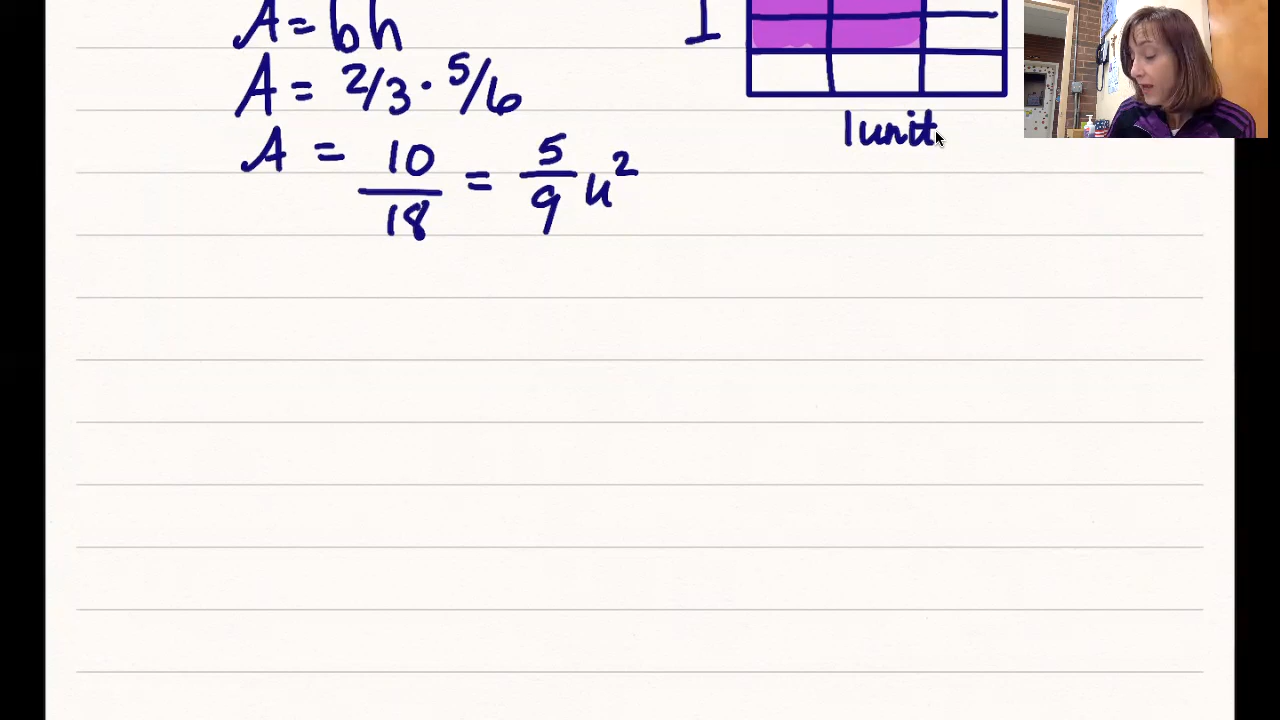 A = bh
A = 2/3 · 5/6
A = 10/18 = 5/9 u²
1
1 unit